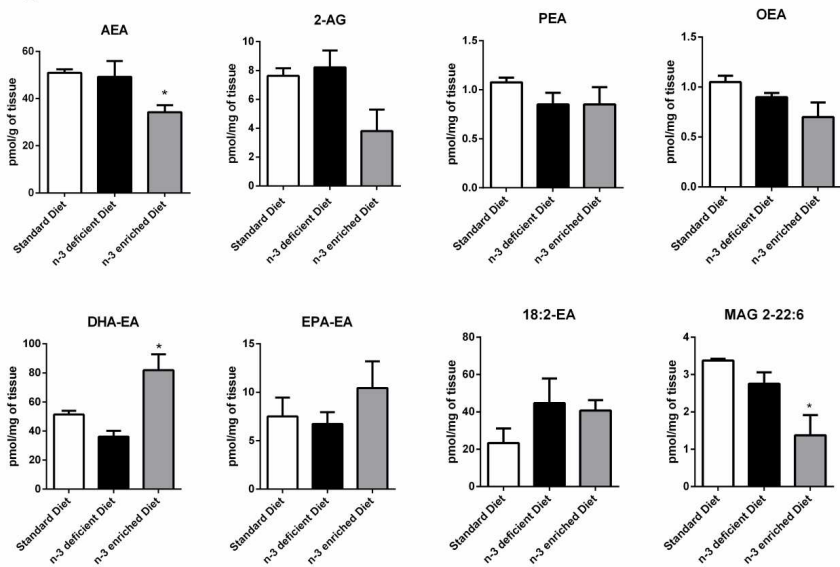 AEA
pmol/g of tissue
60
40
20
0
*
Standard Diet
n-3 deficient Diet
n-3 enriched Diet
2-AG
pmol/mg of tissue
10
8
6
4
2
0
Standard Diet
n-3 deficient Diet
n-3 enriched Diet
PEA
pmol/mg of tissue
1.5
1.0
0.5
0.0
Standard Diet
n-3 deficient Diet
n-3 enriched Diet
OEA
pmol/mg of tissue
1.5
1.0
0.5
0.0
Standard Diet
n-3 deficient Diet
n-3 enriched Diet
DHA-EA
pmol/mg of tissue
100
80
60
40
20
0
*
Standard Diet
n-3 deficient Diet
n-3 enriched Diet
EPA-EA
pmol/mg of tissue
15
10
5
0
Standard Diet
n-3 deficient Diet
n-3 enriched Diet
18:2-EA
pmol/mg of tissue
80
60
40
20
0
Standard Diet
n-3 deficient Diet
n-3 enriched Diet
MAG 2-22:6
pmol/mg of tissue
4
3
2
1
0
*
Standard Diet
n-3 deficient Diet
n-3 enriched Diet